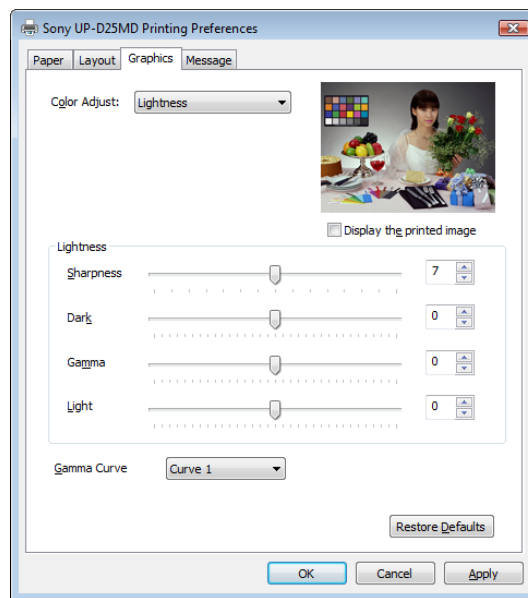 Sony UP-D25MD Printing Preferences
Paper Layout Graphics Message
Color Adjust: Lightness
Display the printed image
Lightness
Sharpness 7
Dark 0
Gamma 0
Light 0
Gamma Curve Curve 1
Restore Defaults
OK Cancel Apply